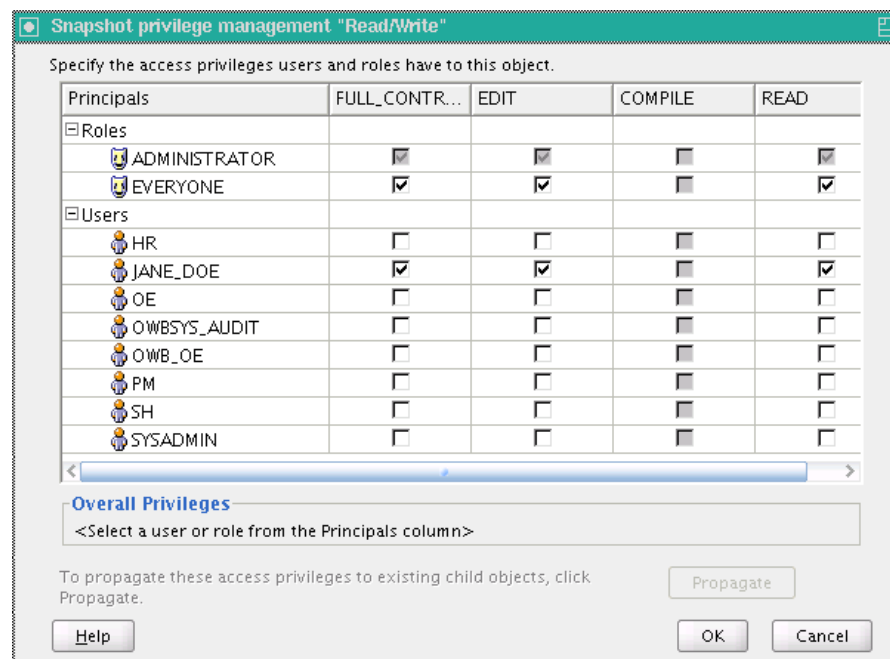 Snapshot privilege management "Read/Write"
Specify the access privileges users and roles have to this object.
Principals FULL_CONTR... EDIT COMPILE READ
Roles
ADMINISTRATOR
EVERYONE
Users
HR
JANE_DOE
OE
OWBSYS_AUDIT
OWB_OE
PM
SH
SYSADMIN
Overall Privileges
<Select a user or role from the Principals column>
To propagate these access privileges to existing child objects, click
Propagate.
Propagate
Help OK Cancel